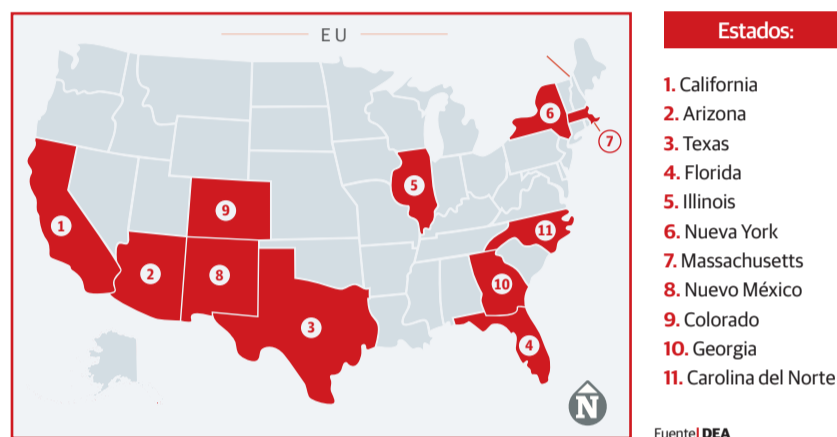 EU
1
2
3
4
5
6
7
8
9
10
11
N
Estados:
1. California
2. Arizona
3. Texas
4. Florida
5. Illinois
6. Nueva York
7. Massachusetts
8. Nuevo México
9. Colorado
10. Georgia
11. Carolina del Norte
Fuente| DEA